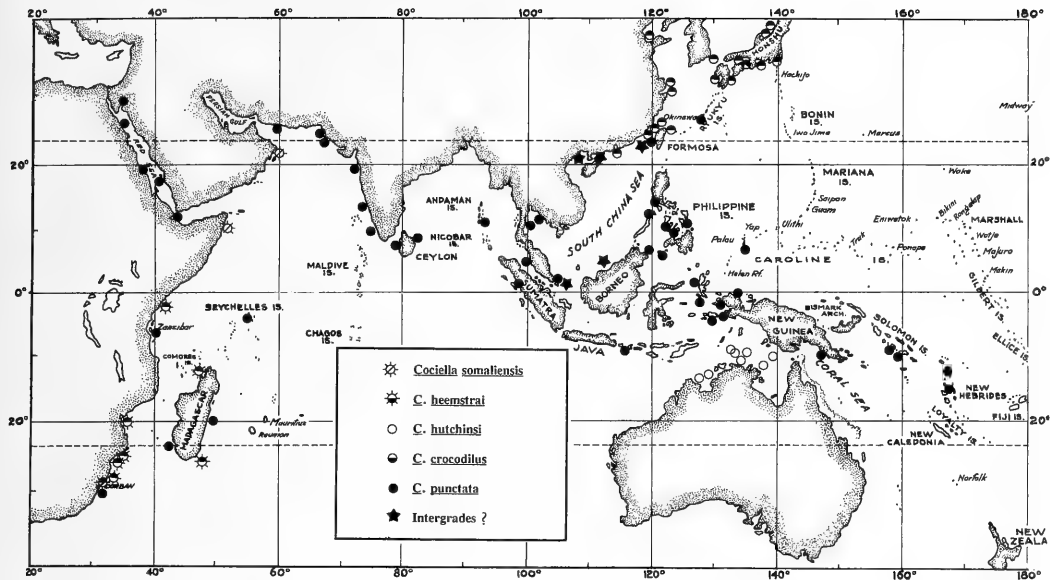 20° 40° 60° 80° 100° 120° 140° 160° 180°
HONSHU
Hachijo
PERSIAN GULF
RYUKYU IS.
Okinawa
BONIN IS.
Midway
Iwo Jima
Marcus
RED SEA
FORMOSA
20° 20°
MARIANA IS.
Wake
Saipan
Guam
ANDAMAN IS.
SOUTH CHINA SEA
PHILIPPINE IS.
Bikini
Rongelap
MARSHALL
Eniwetok
Yap
Ulithi
NICOBAR IS.
CEYLON
Wotje
Palau
Truk
Ponape
Majuro
MALDIVE IS.
CAROLINE IS.
Makin
Helen Rf.
0° 0°
SUMATRA
BORNEO
GILBERT IS.
SEYCHELLES IS.
BISMARK ARCH.
NEW GUINEA
Zanzibar
SOLOMON IS.
CHAGOS IS.
JAVA
ELLICE IS.
COMORES IS.
CORAL SEA
NEW HEBRIDES
MADAGASCAR
Mauritius
Reunion
FIJI IS.
20° 20°
LOYALTY IS.
NEW CALEDONIA
DURBAN
Norfolk
NEW ZEALA
Cociella somaliensis
C. heemstrai
C. hutchinsi
C. crocodilus
C. punctata
Intergrades ?
20° 40° 60° 80° 100° 120° 140° 160° 180°